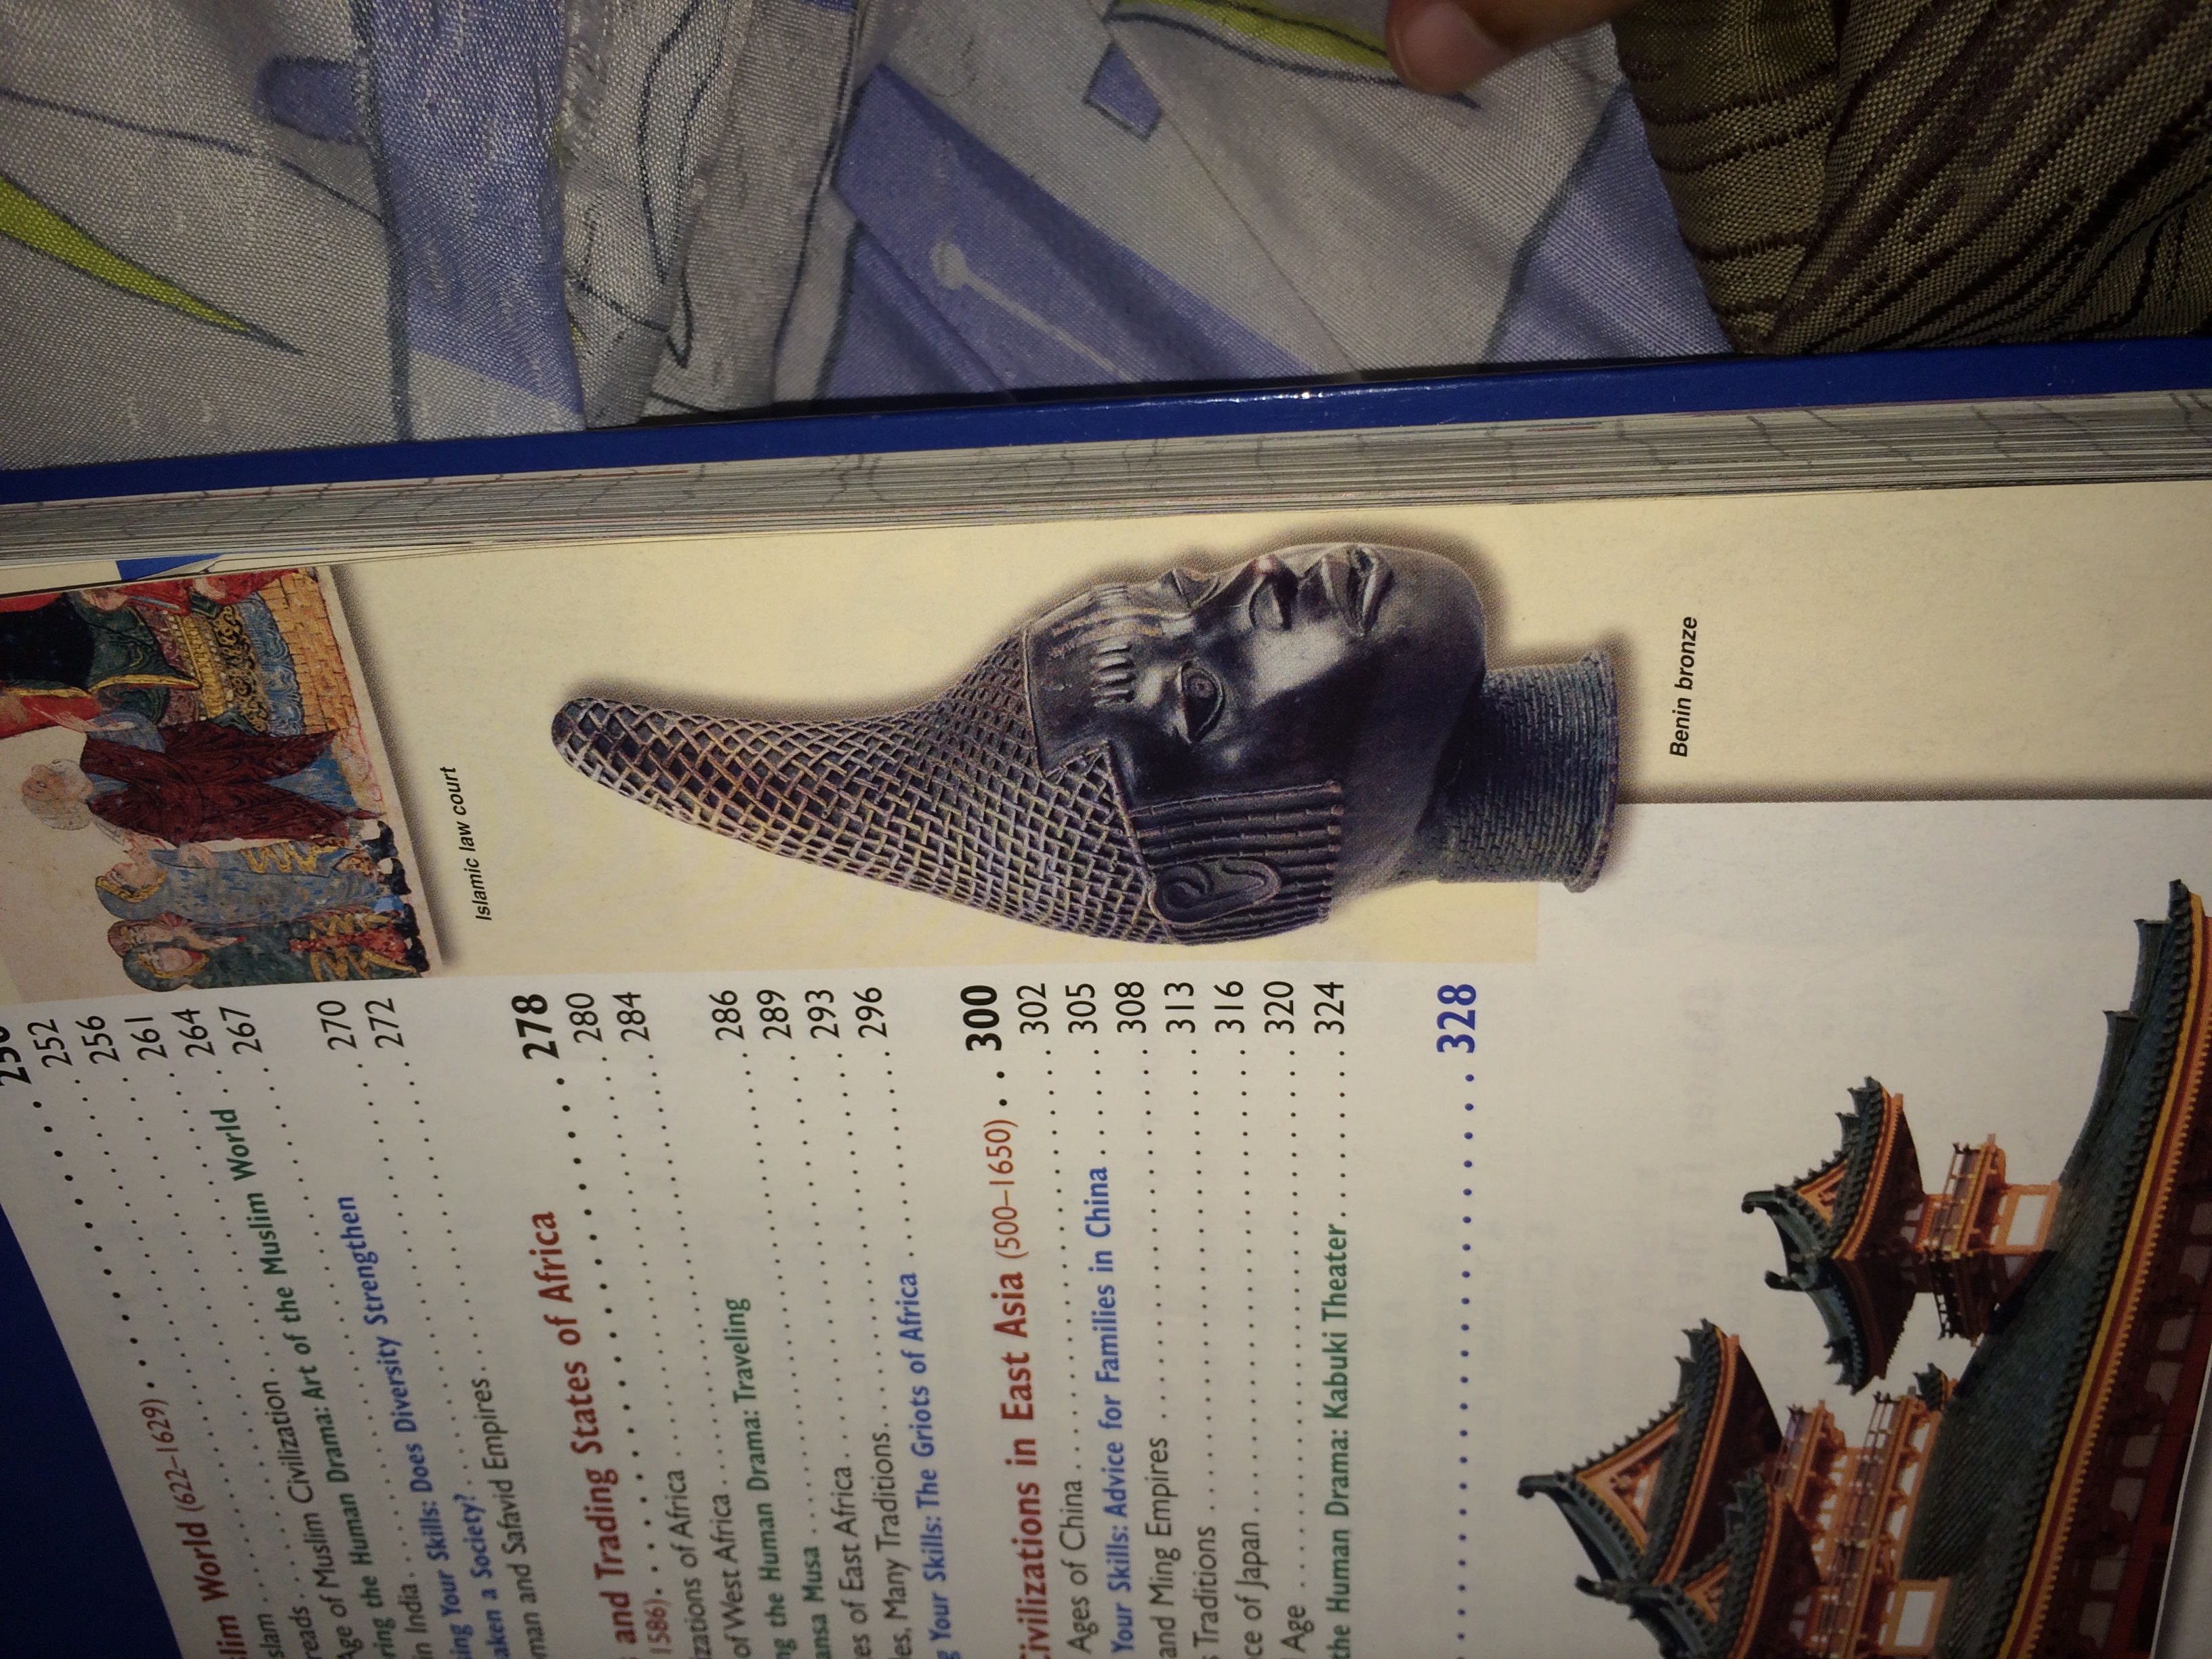 slim World (622–1629) . . . . . . . . . . . 250
slam . . . . . . . . . . . . . . . . . . . . 252
reads . . . . . . . . . . . . . . . . . . . . 256
Age of Muslim Civilization . . . . . . . . . . . . 261
ring the Human Drama: Art of the Muslim World . . 264
in India . . . . . . . . . . . . . . . . . . . . 267
ing Your Skills: Does Diversity Strengthen
aken a Society? . . . . . . . . . . . . . . . . . 270
man and Safavid Empires . . . . . . . . . . . . . 272
and Trading States of Africa
1586) . . . . . . . . . . . . . . . . . . . . 278
izations of Africa . . . . . . . . . . . . . . . . 280
of West Africa . . . . . . . . . . . . . . . . . 284
ng the Human Drama: Traveling
ansa Musa . . . . . . . . . . . . . . . . . . . . 286
es of East Africa . . . . . . . . . . . . . . . . 289
les, Many Traditions . . . . . . . . . . . . . . . 293
g Your Skills: The Griots of Africa . . . . . . . . 296
Civilizations in East Asia (500–1650) . . 300
Ages of China . . . . . . . . . . . . . . . . . . 302
Your Skills: Advice for Families in China . . . . . . 305
and Ming Empires . . . . . . . . . . . . . . . . 308
s Traditions . . . . . . . . . . . . . . . . . . . 313
ce of Japan . . . . . . . . . . . . . . . . . . . 316
Age . . . . . . . . . . . . . . . . . . . . . . 320
the Human Drama: Kabuki Theater . . . . . . . . . 324
. . . . . . . . . . . . . . . . . . . . . . 328
Islamic law court
Benin bronze